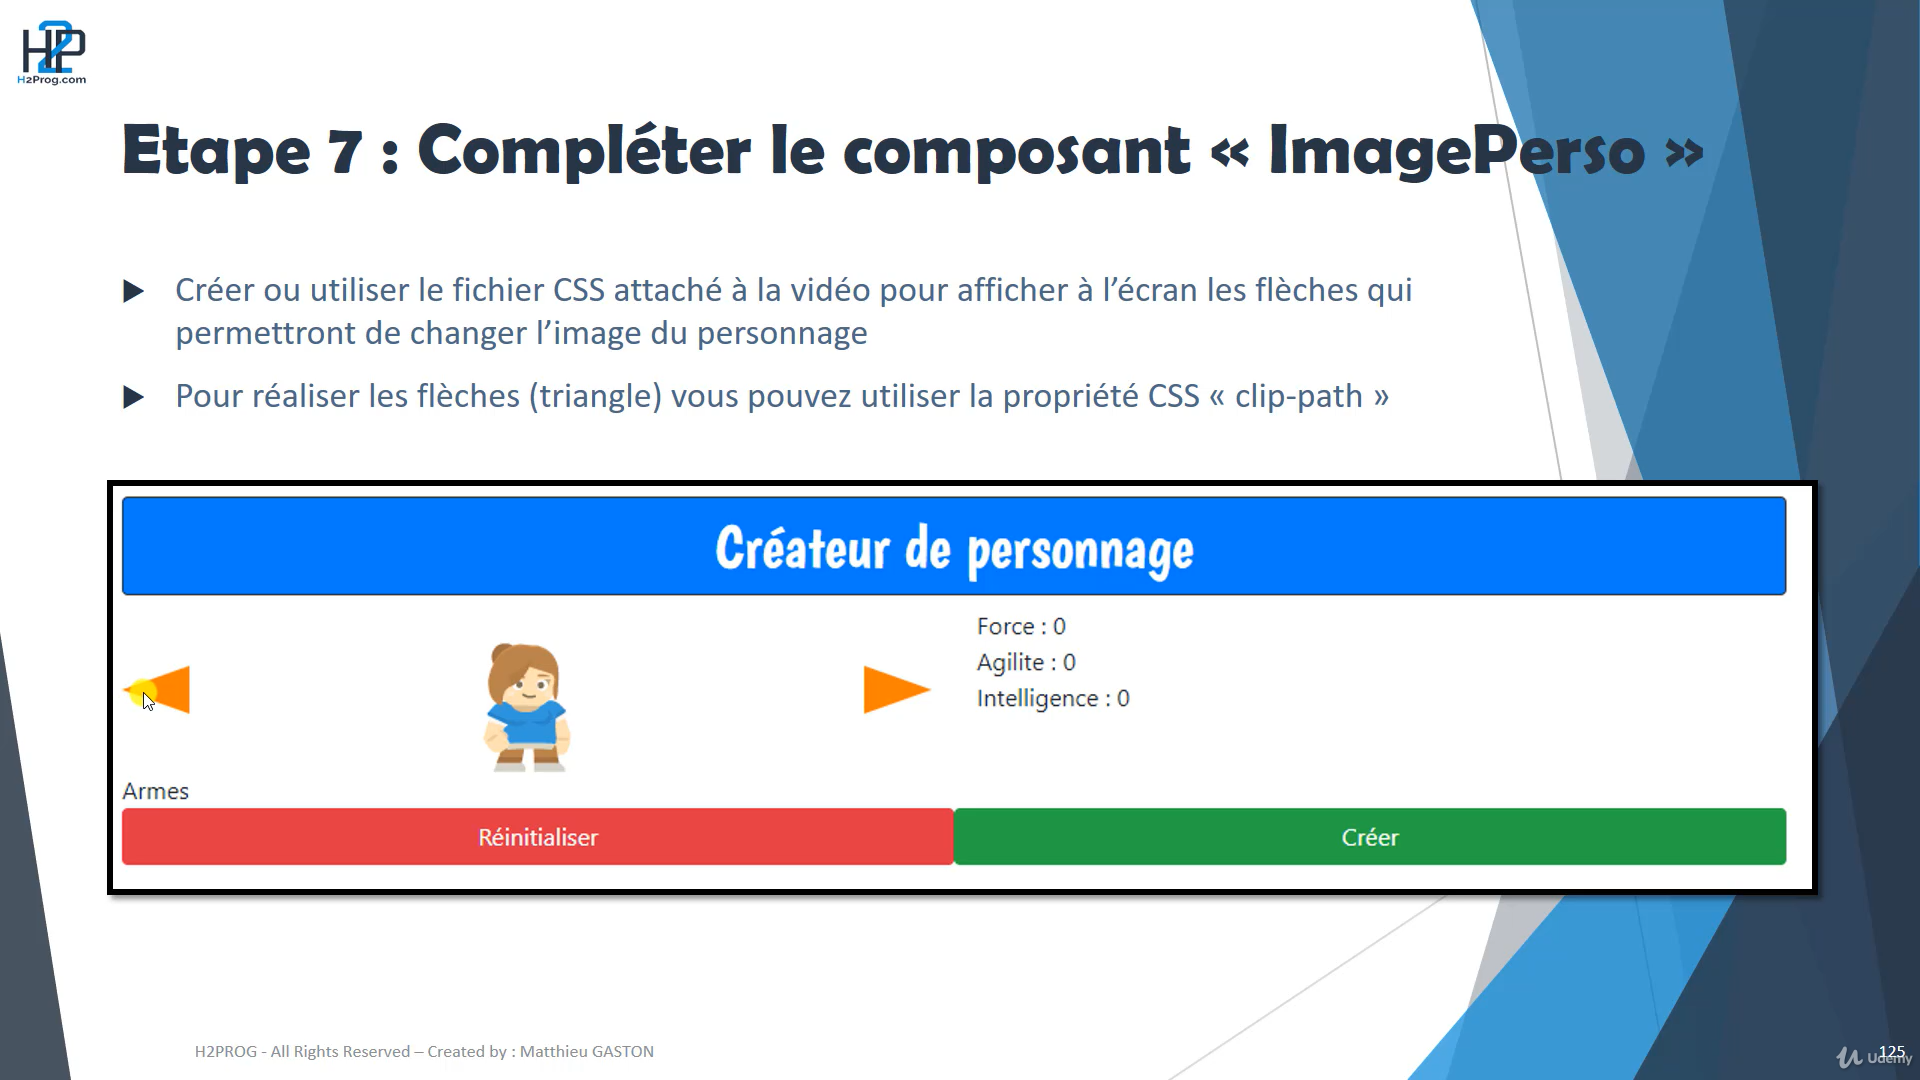 H2P
H2Prog.com
Etape 7 : Compléter le composant « ImagePerso »
Créer ou utiliser le fichier CSS attaché à la vidéo pour afficher à l’écran les flèches qui
permettront de changer l’image du personnage
Pour réaliser les flèches (triangle) vous pouvez utiliser la propriété CSS « clip-path »
Créateur de personnage
Force : 0
Agilite : 0
Intelligence : 0
Armes
Réinitialiser
Créer
H2PROG - All Rights Reserved – Created by : Matthieu GASTON
125
Udemy